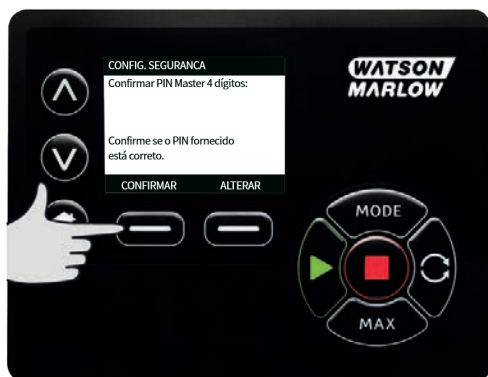 CONFIG. SEGURANCA
Confirmar PIN Master 4 dígitos:
Confirme se o PIN fornecido
está correto.
CONFIRMAR ALTERAR
WATSON
MARLOW
MODE
MAX